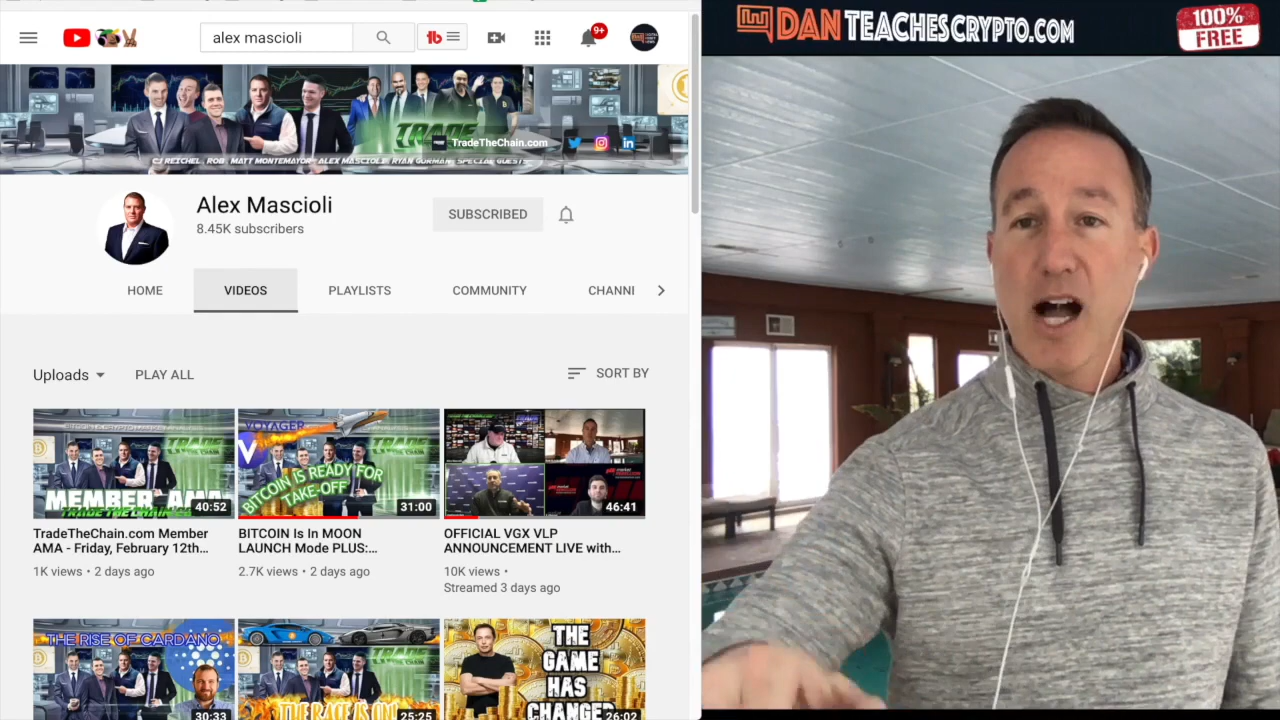 alex mascioli
9+
TRADE
TradeTheChain.com
CJ REICHEL ROB MATT MONTEMAYOR ALEX MASCIOLI RYAN GORMAN SPECIAL GUESTS
Alex Mascioli
8.45K subscribers
SUBSCRIBED
HOME
VIDEOS
PLAYLISTS
COMMUNITY
CHANNI
Uploads
PLAY ALL
SORT BY
MEMBER AMA
40:52
VOYAGER
BITCOIN IS READY FOR
TAKE-OFF
31:00
46:41
TradeTheChain.com Member
AMA - Friday, February 12th...
1K views • 2 days ago
BITCOIN Is In MOON
LAUNCH Mode PLUS:...
2.7K views • 2 days ago
OFFICIAL VGX VLP
ANNOUNCEMENT LIVE with...
10K views •
Streamed 3 days ago
THE RISE OF CARDANO
30:33
25:25
THE
GAME
HAS
CHANGED
26:02
DANTEACHESCRYPTO.COM
100%
FREE